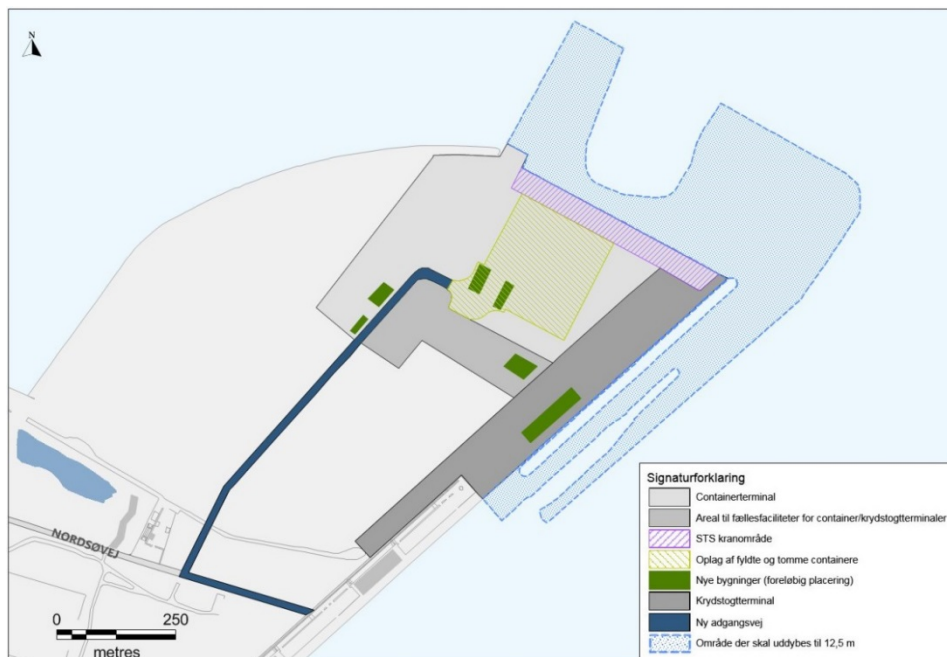 N
NORDSØVEJ
0
250
metres
Signaturforklaring
Containerterminal
Areal til fællesfaciliteter for container/krydstogtterminaler
STS kranområde
Oplag af fyldte og tomme containere
Nye bygninger (foreløbig placering)
Krydstogtterminal
Ny adgangsvej
Område der skal uddybes til 12,5 m